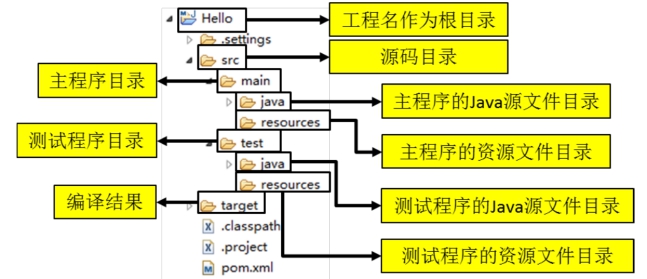 Hello
工程名作为根目录
.settings
src
源码目录
主程序目录
main
java
主程序的Java源文件目录
resources
主程序的资源文件目录
测试程序目录
test
java
测试程序的Java源文件目录
resources
测试程序的资源文件目录
编译结果
target
.classpath
.project
pom.xml